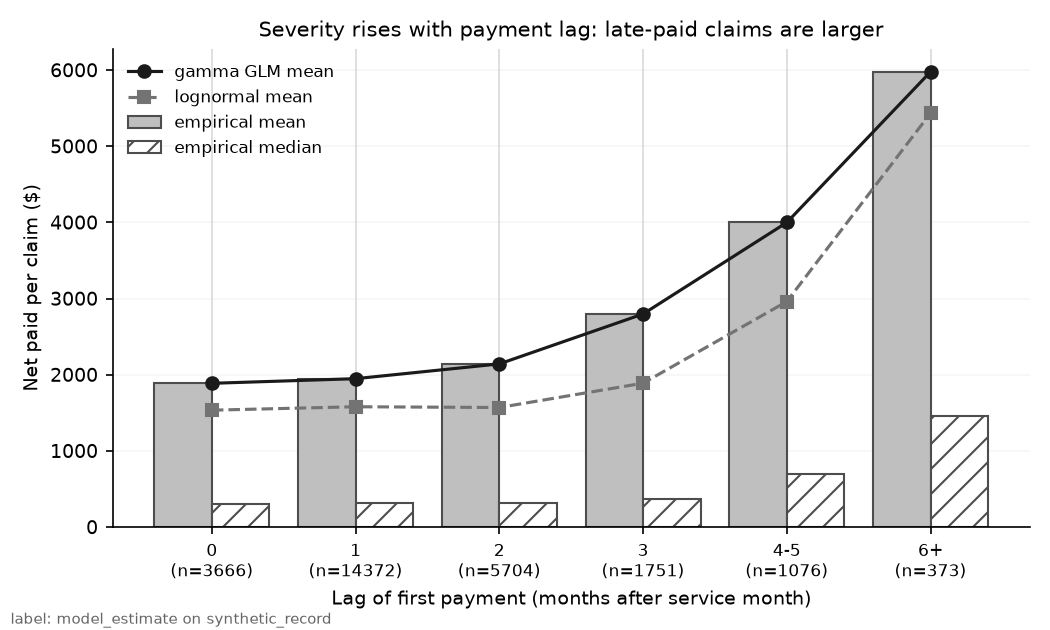 Severity rises with payment lag: late-paid claims are larger
gamma GLM mean
lognormal mean
empirical mean
empirical median
Net paid per claim ($)
6000
5000
4000
3000
2000
1000
0
0 1 2 3 4-5 6+
(n=3666) (n=14372) (n=5704) (n=1751) (n=1076) (n=373)
Lag of first payment (months after service month)
label: model_estimate on synthetic_record